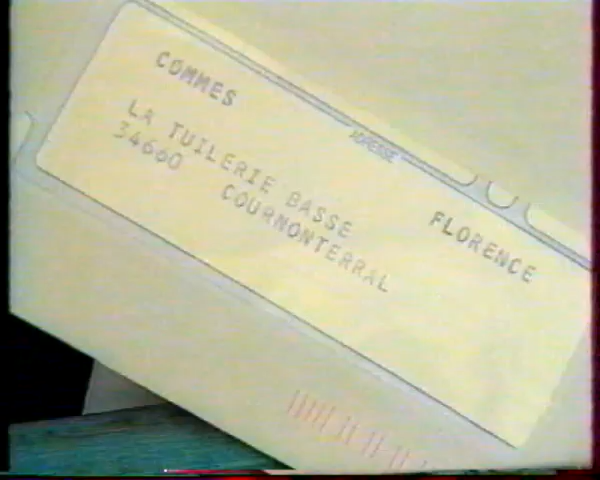 COMMES FLORENCE
ADRESSE
LA TUILERIE BASSE
34660 COURNONTERRAL